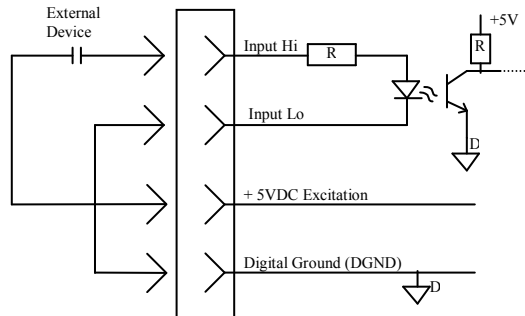 External
Device
+5V
Input Hi
R
R
Input Lo
D
+ 5VDC Excitation
Digital Ground (DGND)
D